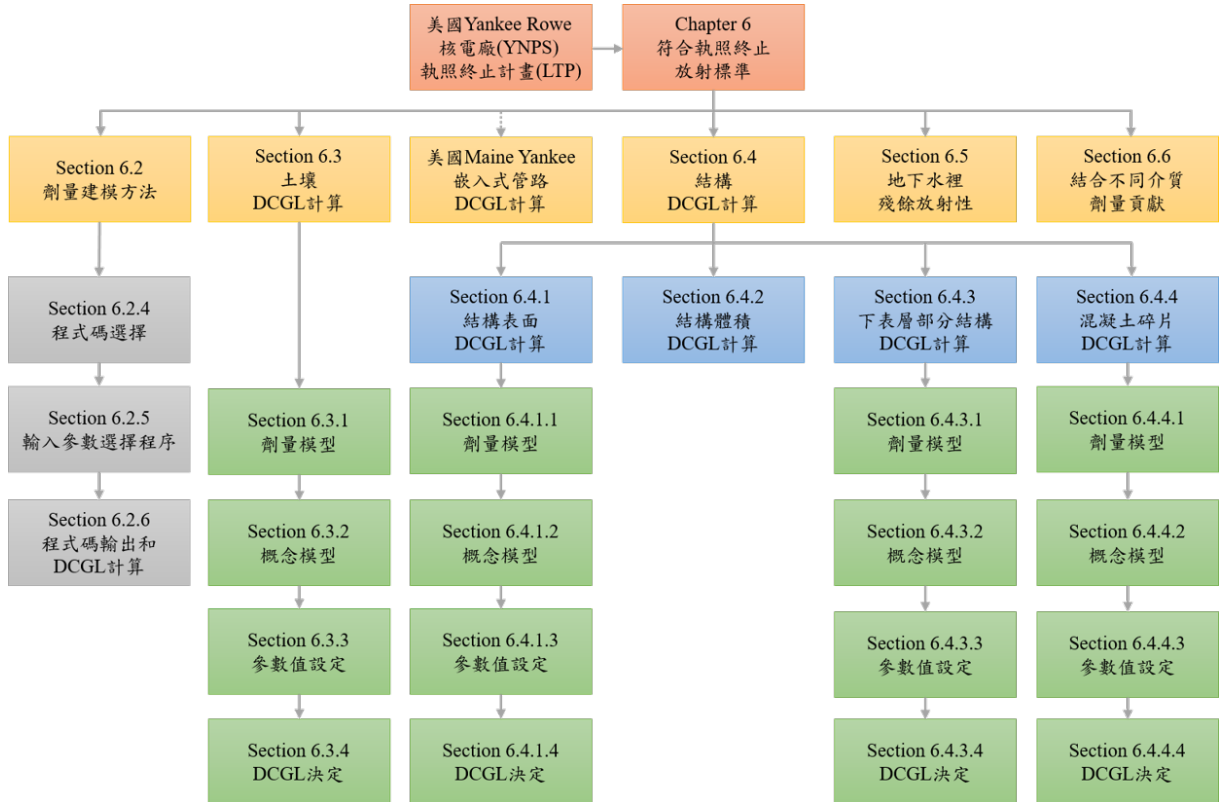 美國Yankee Rowe
核電廠(YNPS)
執照終止計畫(LTP)
Chapter 6
符合執照終止
放射標準
Section 6.2
劑量建模方法
Section 6.3
土壤
DCGL計算
美國Maine Yankee
嵌入式管路
DCGL計算
Section 6.4
結構
DCGL計算
Section 6.5
地下水裡
殘餘放射性
Section 6.6
結合不同介質
劑量貢獻
Section 6.2.4
程式碼選擇
Section 6.4.1
結構表面
DCGL計算
Section 6.4.2
結構體積
DCGL計算
Section 6.4.3
下表層部分結構
DCGL計算
Section 6.4.4
混凝土碎片
DCGL計算
Section 6.2.5
輸入參數選擇程序
Section 6.3.1
劑量模型
Section 6.4.1.1
劑量模型
Section 6.4.3.1
劑量模型
Section 6.4.4.1
劑量模型
Section 6.2.6
程式碼輸出和
DCGL計算
Section 6.3.2
概念模型
Section 6.4.1.2
概念模型
Section 6.4.3.2
概念模型
Section 6.4.4.2
概念模型
Section 6.3.3
參數值設定
Section 6.4.1.3
參數值設定
Section 6.4.3.3
參數值設定
Section 6.4.4.3
參數值設定
Section 6.3.4
DCGL決定
Section 6.4.1.4
DCGL決定
Section 6.4.3.4
DCGL決定
Section 6.4.4.4
DCGL決定